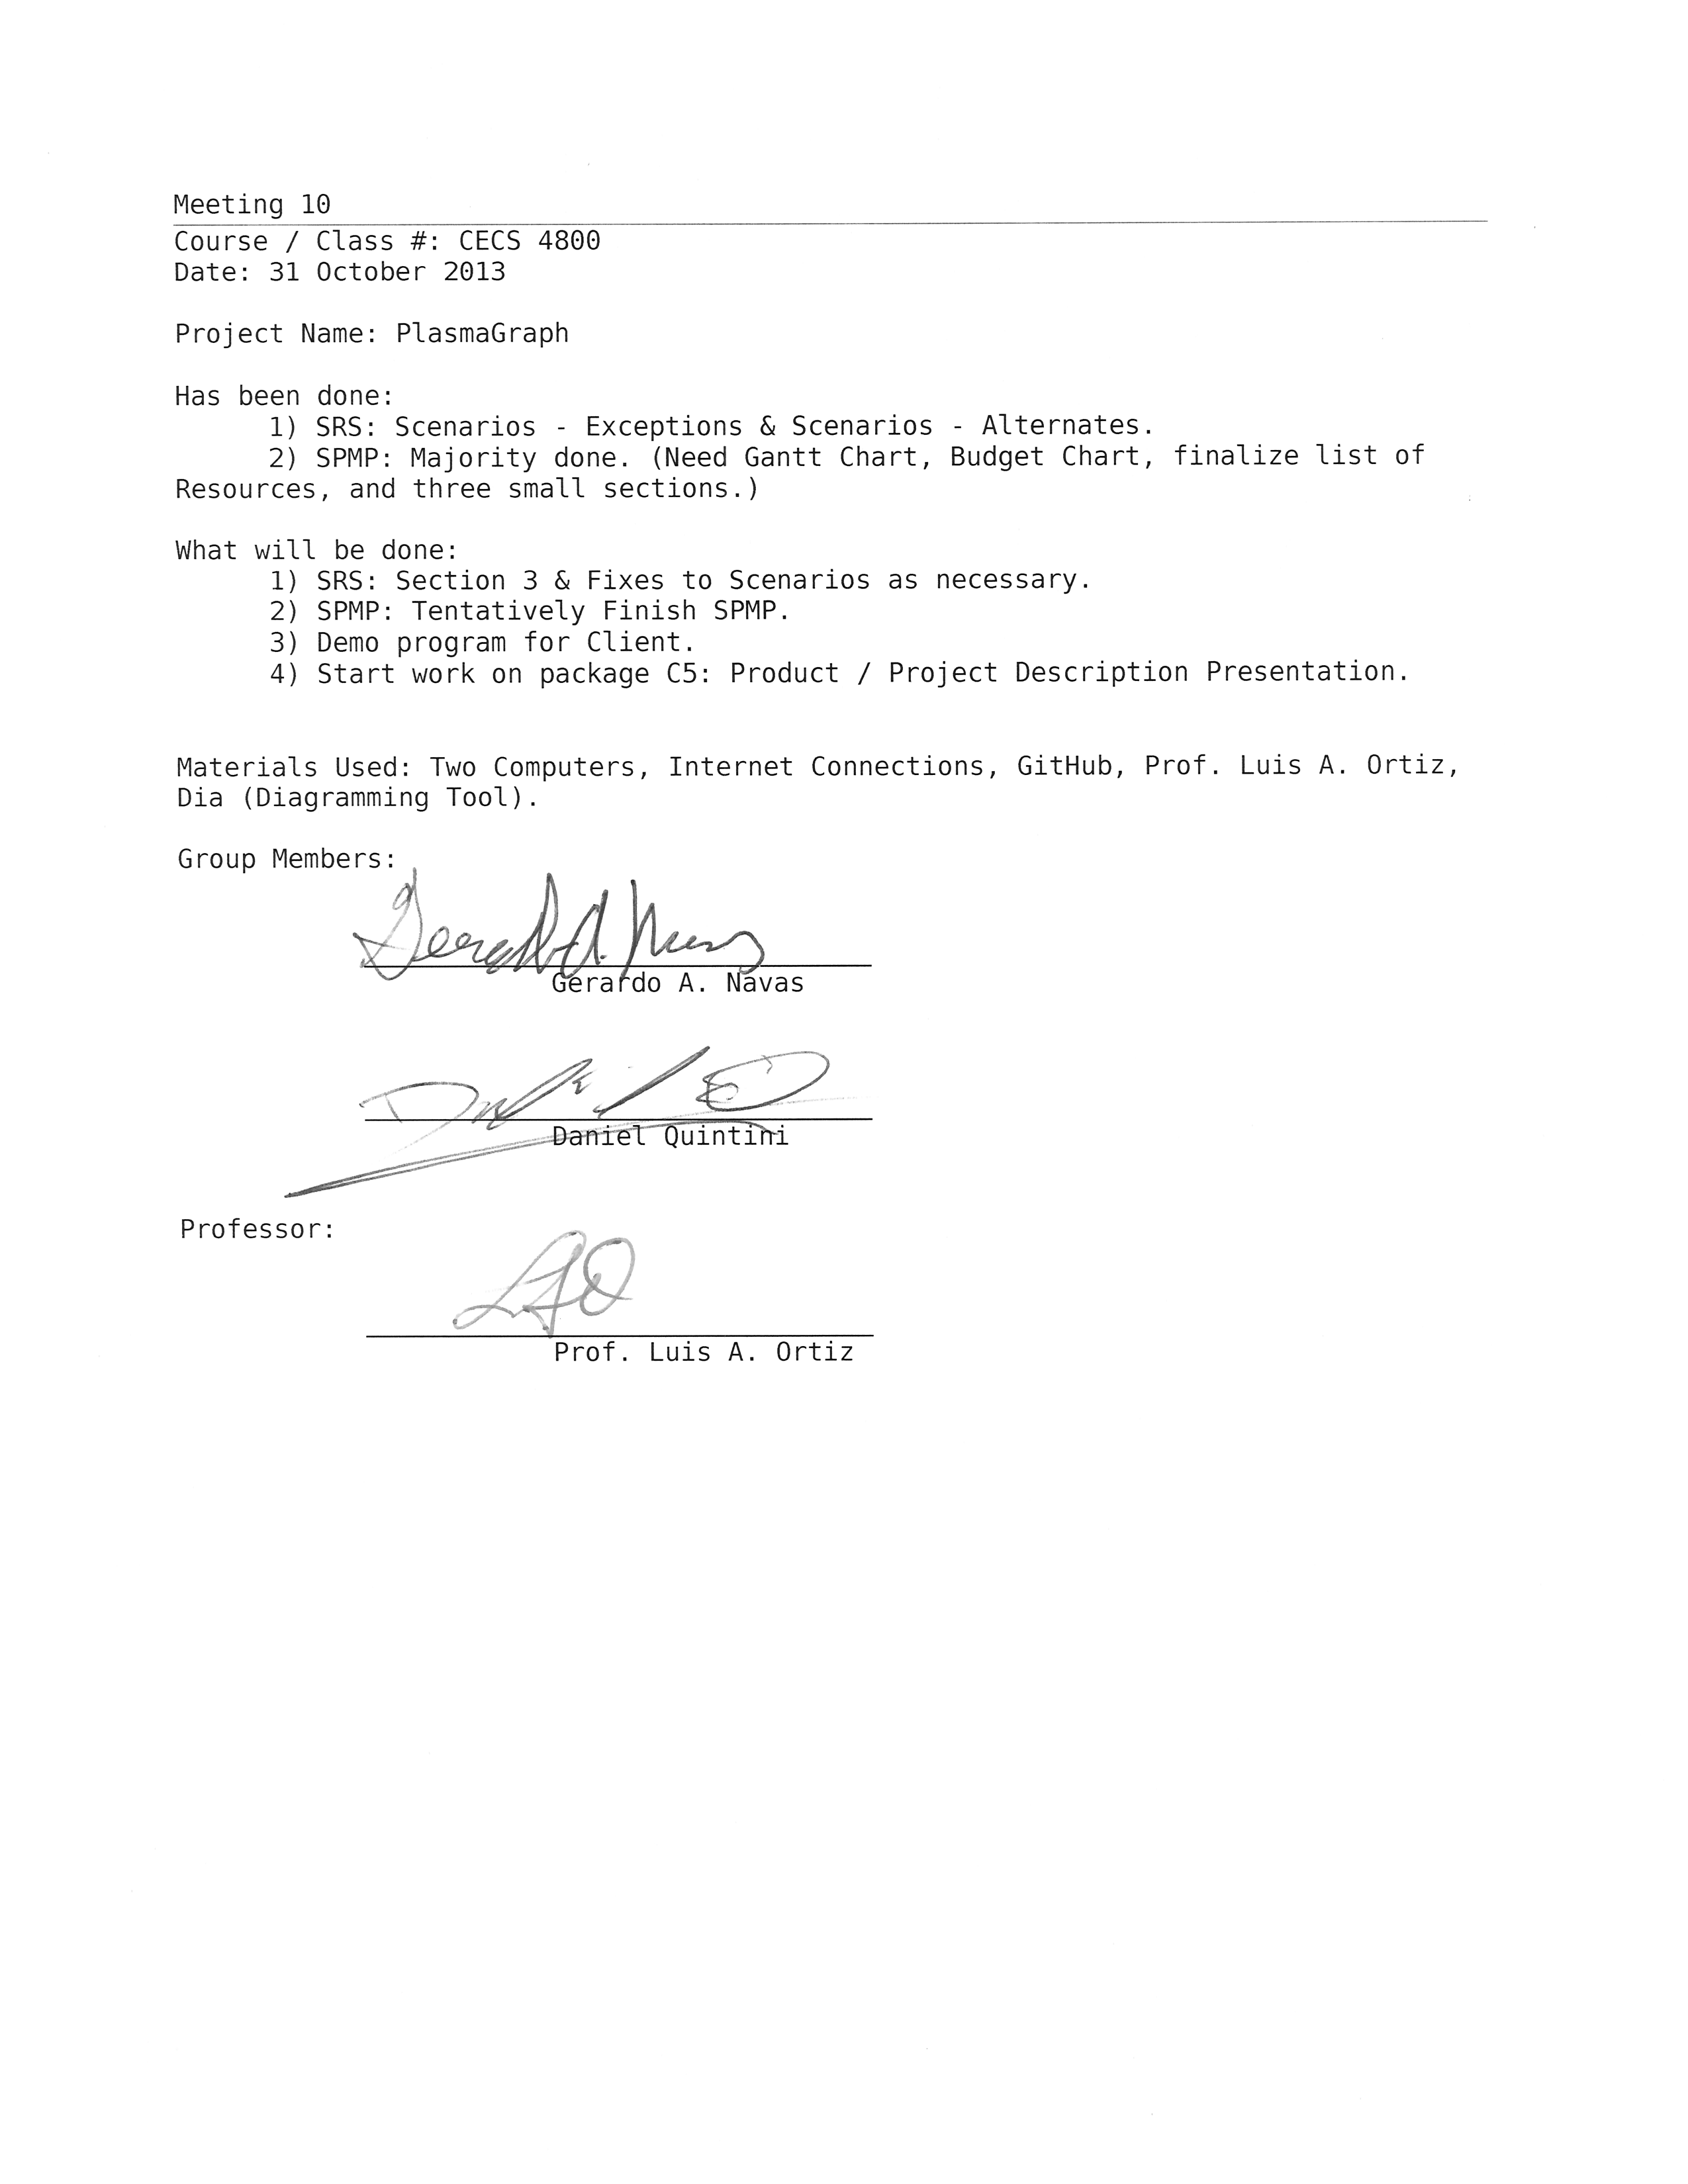 Meeting 10
Course / Class #: CECS 4800
Date: 31 October 2013
Project Name: PlasmaGraph
Has been done:
1) SRS: Scenarios - Exceptions & Scenarios - Alternates.
2) SPMP: Majority done. (Need Gantt Chart, Budget Chart, finalize list of
Resources, and three small sections.)
What will be done:
1) SRS: Section 3 & Fixes to Scenarios as necessary.
2) SPMP: Tentatively Finish SPMP.
3) Demo program for Client.
4) Start work on package C5: Product / Project Description Presentation.
Materials Used: Two Computers, Internet Connections, GitHub, Prof. Luis A. Ortiz,
Dia (Diagramming Tool).
Group Members:
Gerardo A. Navas
Daniel Quintini
Professor:
Prof. Luis A. Ortiz